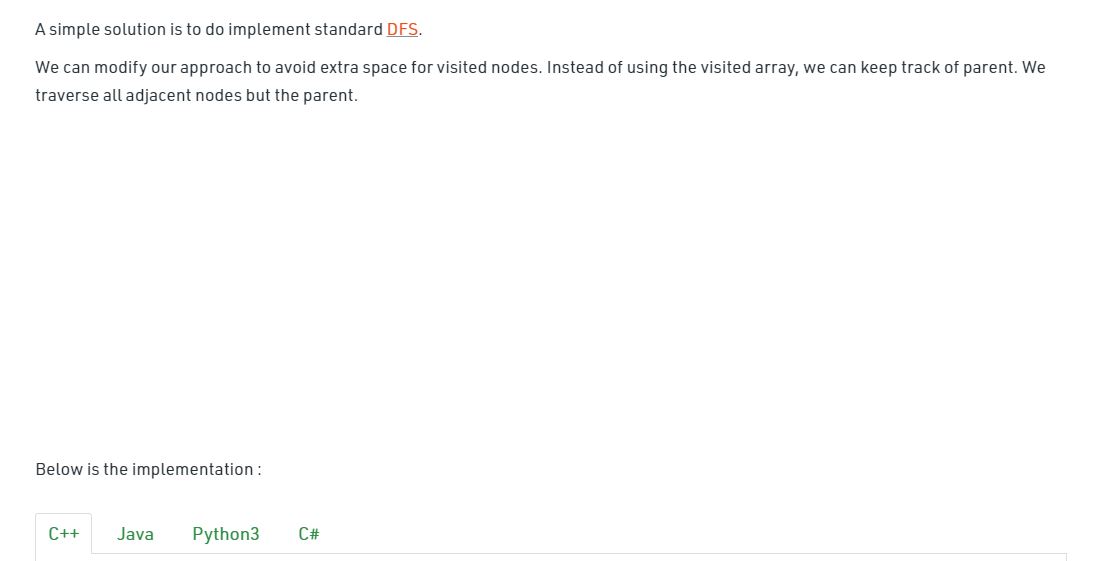 A simple solution is to do implement standard DFS.
We can modify our approach to avoid extra space for visited nodes. Instead of using the visited array, we can keep track of parent. We
traverse all adjacent nodes but the parent.
Below is the implementation :
C++ Java Python3 C#